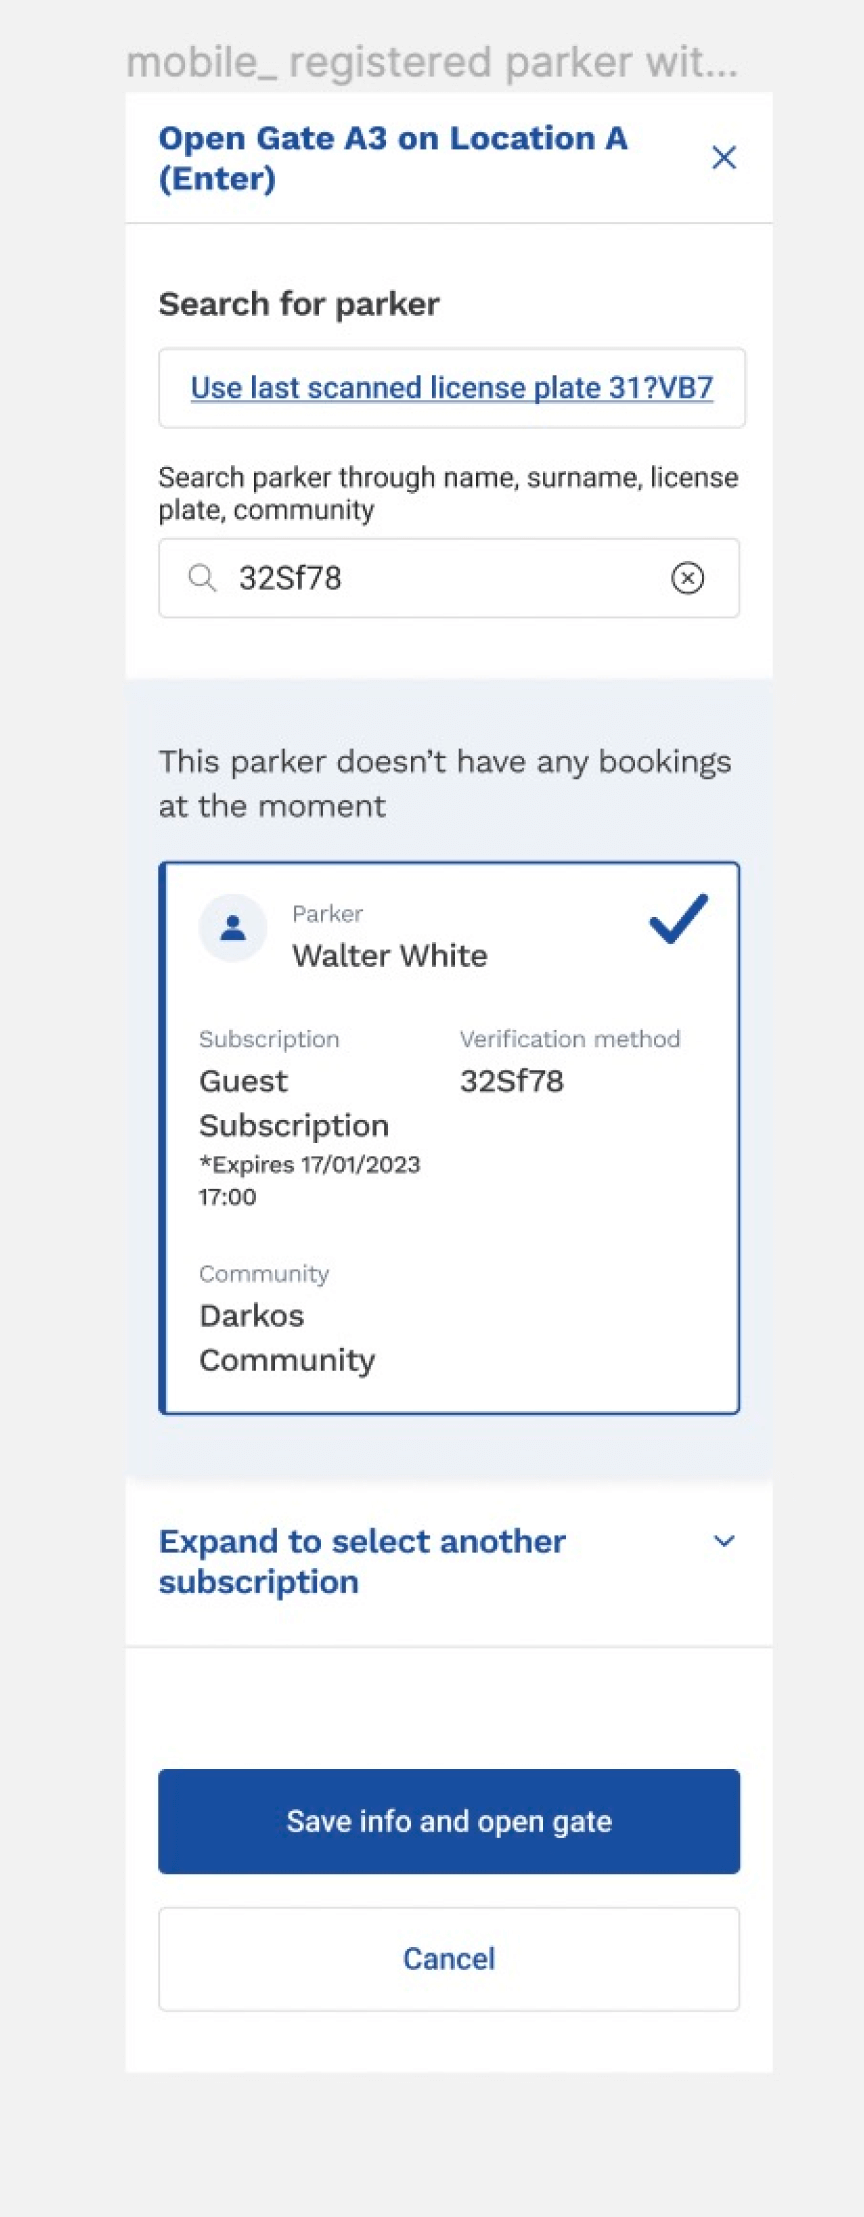 mobile_ registered parker wit...
Open Gate A3 on Location A
(Enter)
Search for parker
Use last scanned license plate 31?VB7
Search parker through name, surname, license
plate, community
32Sf78
This parker doesn’t have any bookings
at the moment
Parker
Walter White
Subscription
Guest
Subscription
*Expires 17/01/2023
17:00
Verification method
32Sf78
Community
Darkos
Community
Expand to select another
subscription
Save info and open gate
Cancel